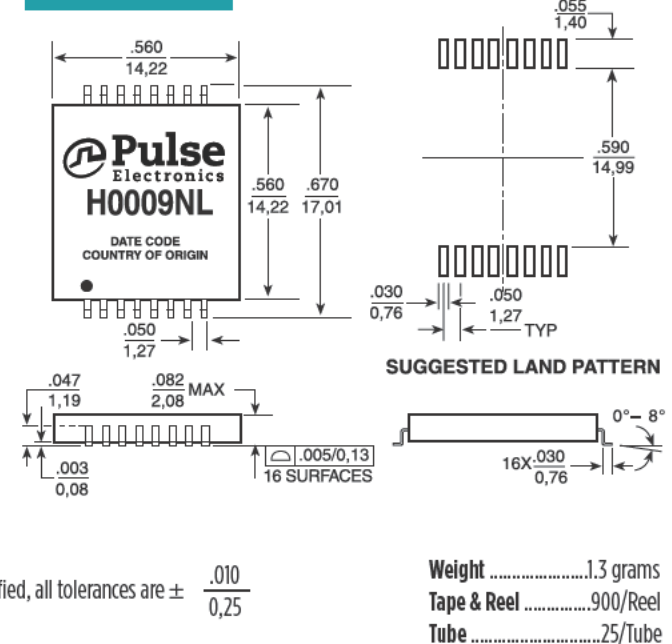 .560
14,22
Pulse
Electronics
H0009NL
DATE CODE
COUNTRY OF ORIGIN
.560
14,22
.670
17,01
.050
1,27
.055
1,40
.590
14,99
.030
0,76
.050
1,27
TYP
SUGGESTED LAND PATTERN
.047
1,19
.082
2,08 MAX
.003
0,08
.005/0,13
16 SURFACES
0°– 8°
16X .030
0,76
all tolerances are ± .010
0,25
Weight ......................1.3 grams
Tape & Reel ...............900/Reel
Tube .............................25/Tube